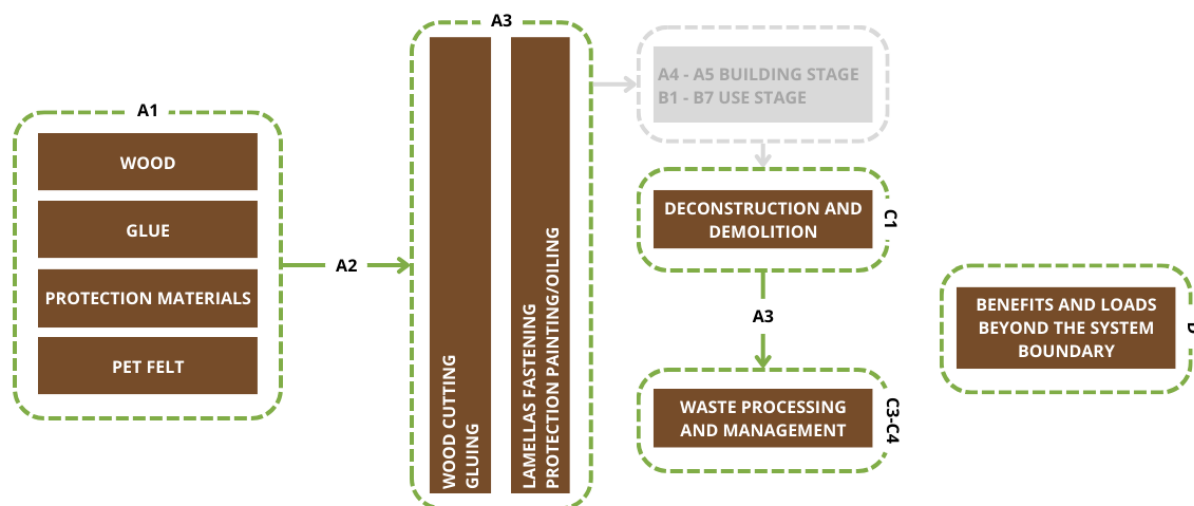 A1
WOOD
GLUE
PROTECTION MATERIALS
PET FELT
A2
A3
WOOD CUTTING
GLUING
LAMELLAS FASTENING
PROTECTION PAINTING/OILING
A4 - A5 BUILDING STAGE
B1 - B7 USE STAGE
DECONSTRUCTION AND
DEMOLITION
C1
A3
WASTE PROCESSING
AND MANAGEMENT
C3-C4
BENEFITS AND LOADS
BEYOND THE SYSTEM
BOUNDARY